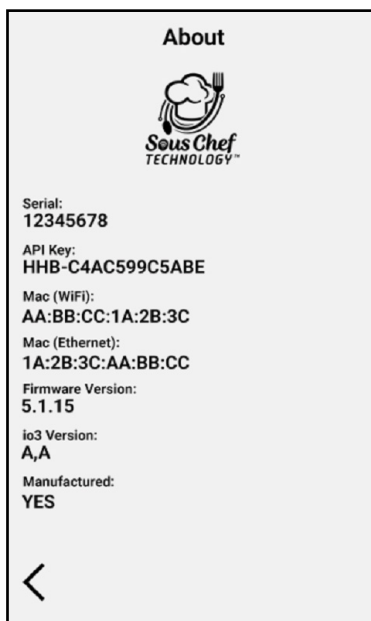 About
Sous Chef
TECHNOLOGY™
Serial:
12345678
API Key:
HHB-C4AC599C5ABE
Mac (WiFi):
AA:BB:CC:1A:2B:3C
Mac (Ethernet):
1A:2B:3C:AA:BB:CC
Firmware Version:
5.1.15
io3 Version:
A,A
Manufactured:
YES